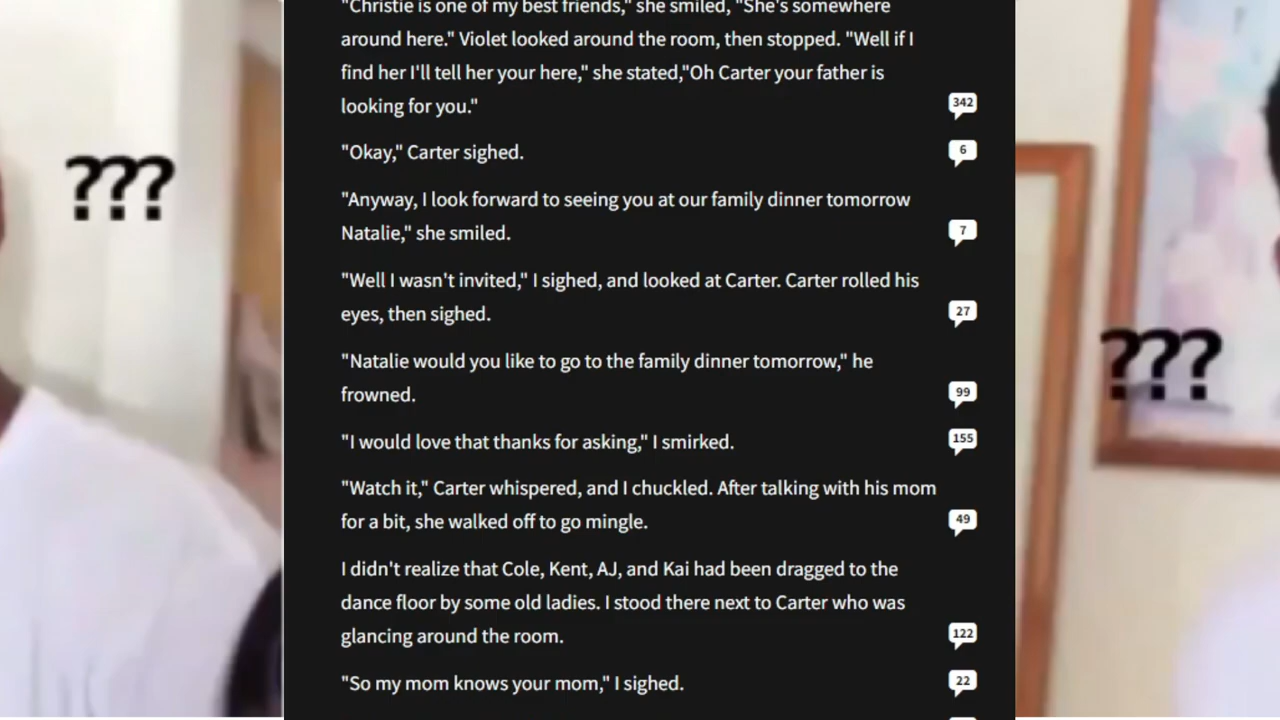 "Christie is one of my best friends," she smiled, "She's somewhere
around here." Violet looked around the room, then stopped. "Well if I
find her I'll tell her your here," she stated,"Oh Carter your father is
looking for you."
342
"Okay," Carter sighed.
6
"Anyway, I look forward to seeing you at our family dinner tomorrow
Natalie," she smiled.
7
"Well I wasn't invited," I sighed, and looked at Carter. Carter rolled his
eyes, then sighed.
27
"Natalie would you like to go to the family dinner tomorrow," he
frowned.
99
"I would love that thanks for asking," I smirked.
155
"Watch it," Carter whispered, and I chuckled. After talking with his mom
for a bit, she walked off to go mingle.
49
I didn't realize that Cole, Kent, AJ, and Kai had been dragged to the
dance floor by some old ladies. I stood there next to Carter who was
glancing around the room.
122
"So my mom knows your mom," I sighed.
22
???
???